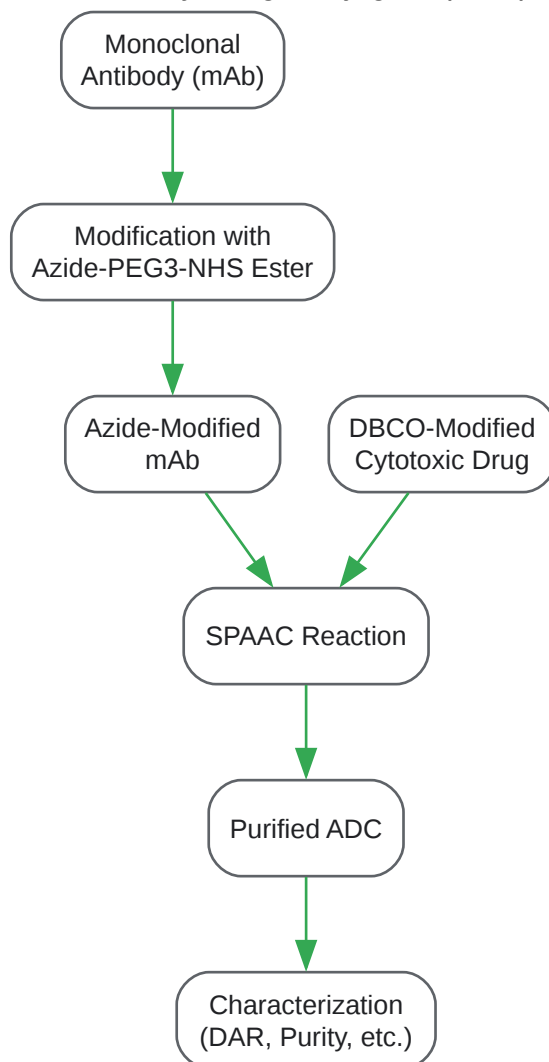 Monoclonal
Antibody (mAb)
Modification with
Azide-PEG3-NHS Ester
Azide-Modified
mAb
DBCO-Modified
Cytotoxic Drug
SPAAC Reaction
Purified ADC
Characterization
(DAR, Purity, etc.)